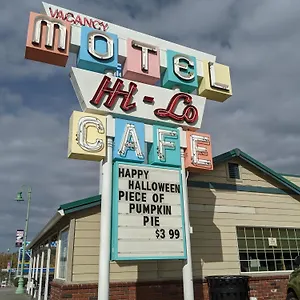 VACANCY
MOTEL
Hi-Lo
CAFE
HAPPY
HALLOWEEN
PIECE OF
PUMPKIN
PIE
$3 99